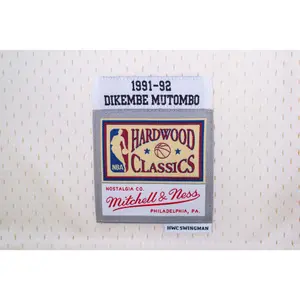 1991-92
DIKEMBE MUTOMBO
NBA
HARDWOOD
CLASSICS
NOSTALGIA CO.
Mitchell & Ness
PHILADELPHIA, PA.
HWC SWINGMAN